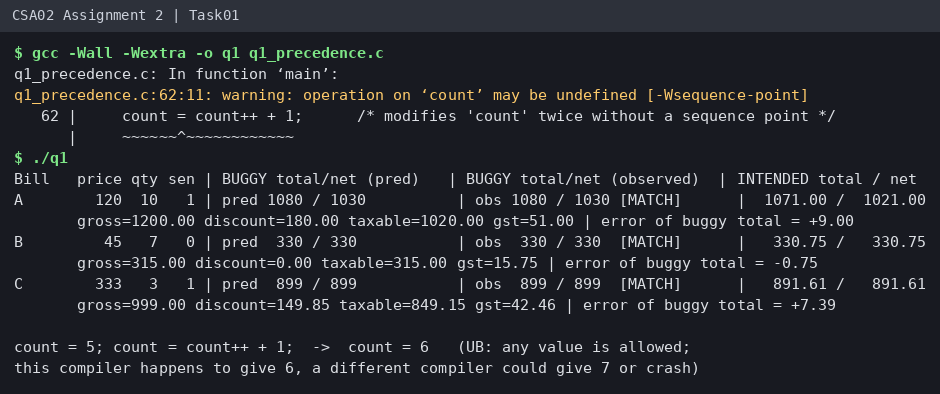 CSA02 Assignment 2 | Task01
$ gcc -Wall -Wextra -o q1 q1_precedence.c
q1_precedence.c: In function ‘main’:
q1_precedence.c:62:11: warning: operation on ‘count’ may be undefined [-Wsequence-point]
   62 |     count = count++ + 1;      /* modifies 'count' twice without a sequence point */
      |     ~~~~~~^~~~~~~~~~~~~
$ ./q1
Bill   price qty sen | BUGGY total/net (pred)   | BUGGY total/net (observed)  | INTENDED total / net
A        120  10   1 | pred 1080 / 1030          | obs 1080 / 1030 [MATCH]      |  1071.00 /  1021.00
       gross=1200.00 discount=180.00 taxable=1020.00 gst=51.00 | error of buggy total = +9.00
B         45   7   0 | pred  330 / 330           | obs  330 / 330  [MATCH]      |   330.75 /   330.75
       gross=315.00 discount=0.00 taxable=315.00 gst=15.75 | error of buggy total = -0.75
C        333   3   1 | pred  899 / 899           | obs  899 / 899  [MATCH]      |   891.61 /   891.61
       gross=999.00 discount=149.85 taxable=849.15 gst=42.46 | error of buggy total = +7.39
count = 5; count = count++ + 1;  ->  count = 6   (UB: any value is allowed;
this compiler happens to give 6, a different compiler could give 7 or crash)